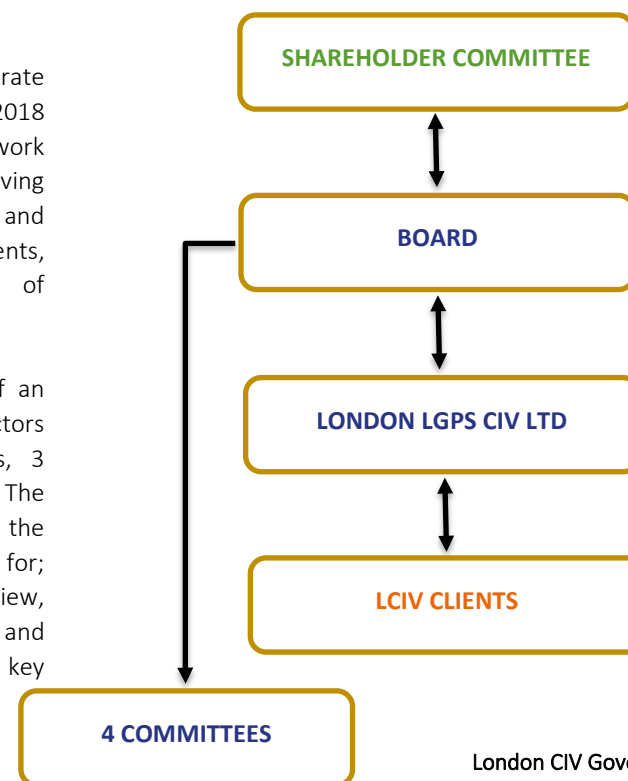 SHAREHOLDER COMMITTEE
rate
2018
work
ving
and
BOARD
ents,
of
f an
ctors
LONDON LGPS CIV LTD
s, 3
The
the
for;
LCIV CLIENTS
iew,
and
key
4 COMMITTEES
London CIV Gove